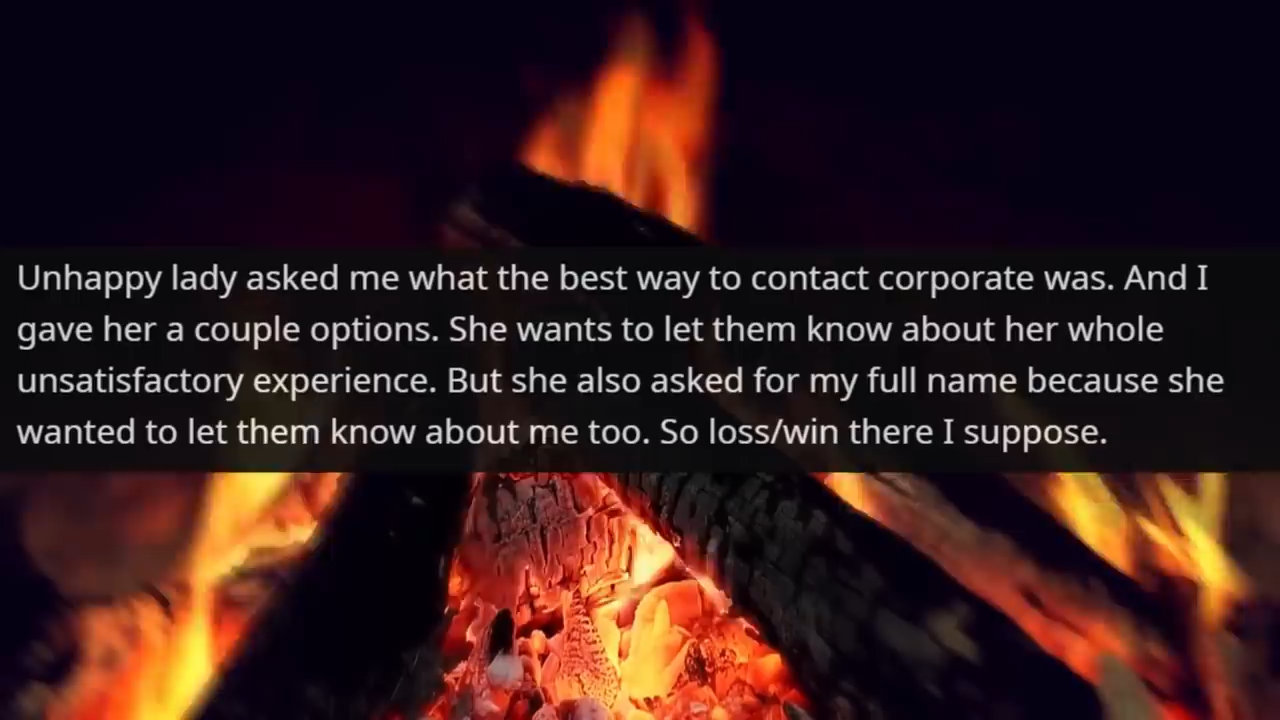 Unhappy lady asked me what the best way to contact corporate was. And I
gave her a couple options. She wants to let them know about her whole
unsatisfactory experience. But she also asked for my full name because she
wanted to let them know about me too. So loss/win there I suppose.